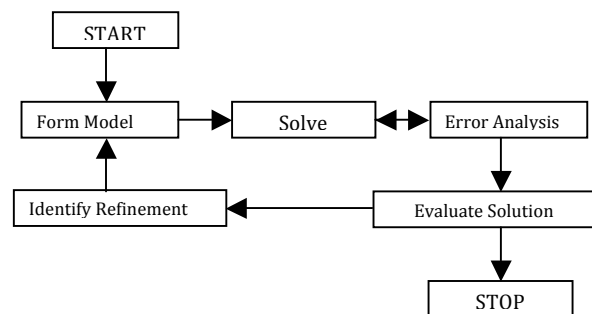 START
Form Model
Solve
Error Analysis
Identify Refinement
Evaluate Solution
STOP